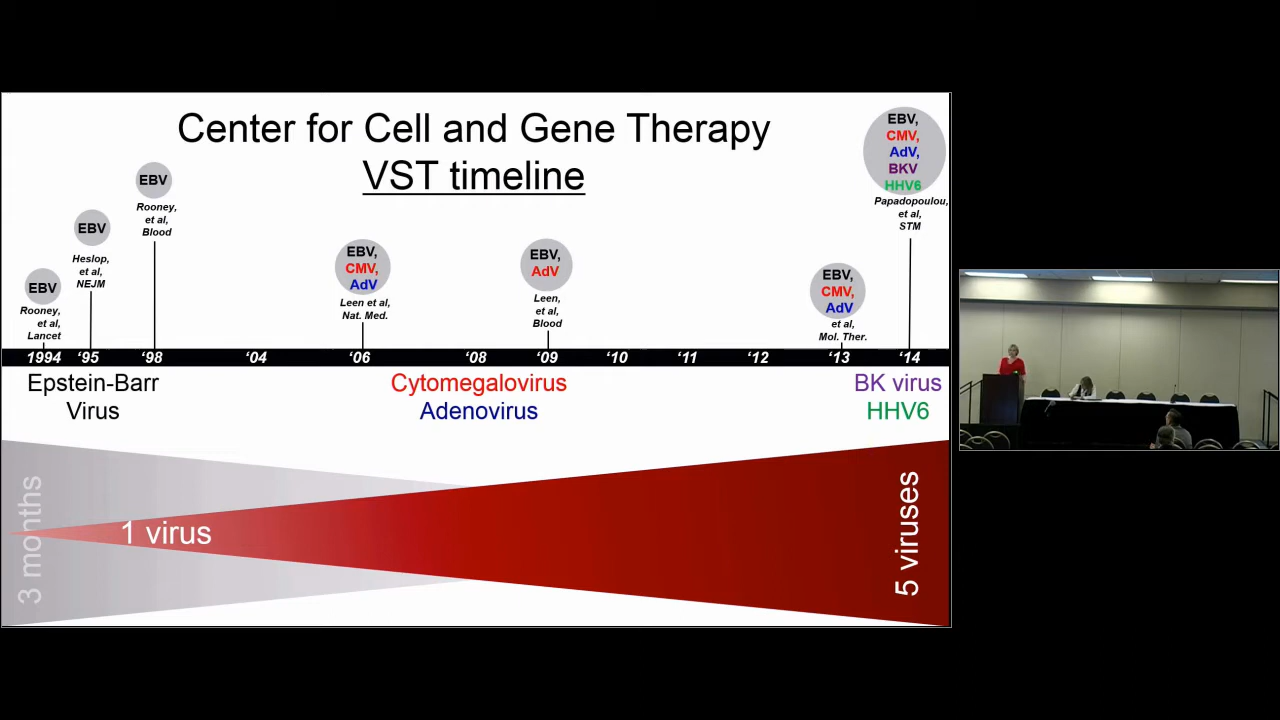 Center for Cell and Gene Therapy
VST timeline
EBV
Rooney,
et al,
Lancet
EBV
Heslop,
et al,
NEJM
EBV
Rooney,
et al,
Blood
EBV,
CMV,
AdV
Leen et al,
Nat. Med.
EBV,
AdV
Leen,
et al,
Blood
EBV,
CMV,
AdV
et al,
Mol. Ther.
EBV,
CMV,
AdV,
BKV
HHV6
Papadopoulou,
et al,
STM
1994 ‘95 ‘98 ‘04 ‘06 ‘08 ‘09 ‘10 ‘11 ‘12 ‘13 ‘14
Epstein-Barr
Virus
Cytomegalovirus
Adenovirus
BK virus
HHV6
3 months
1 virus
5 viruses